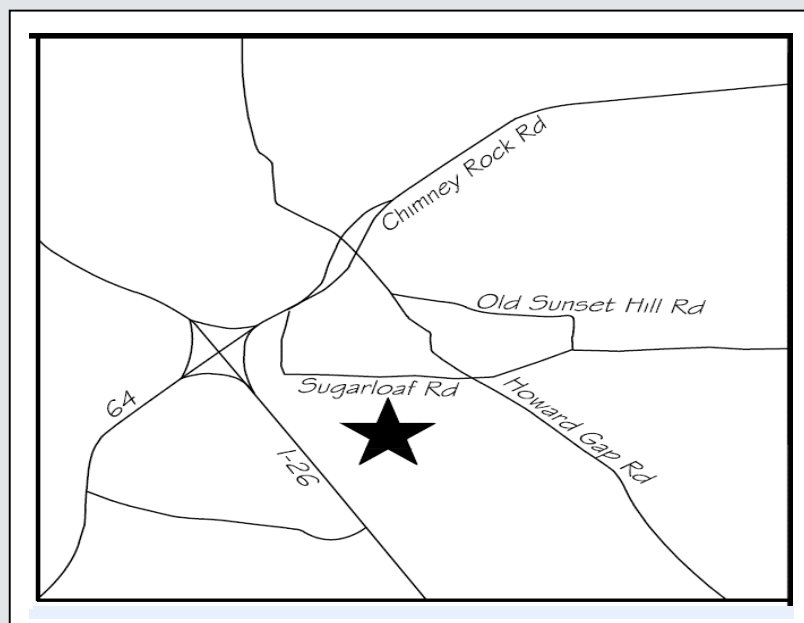 Chimney Rock Rd
Old Sunset Hill Rd
Sugarloaf Rd
Howard Gap Rd
64
I-26